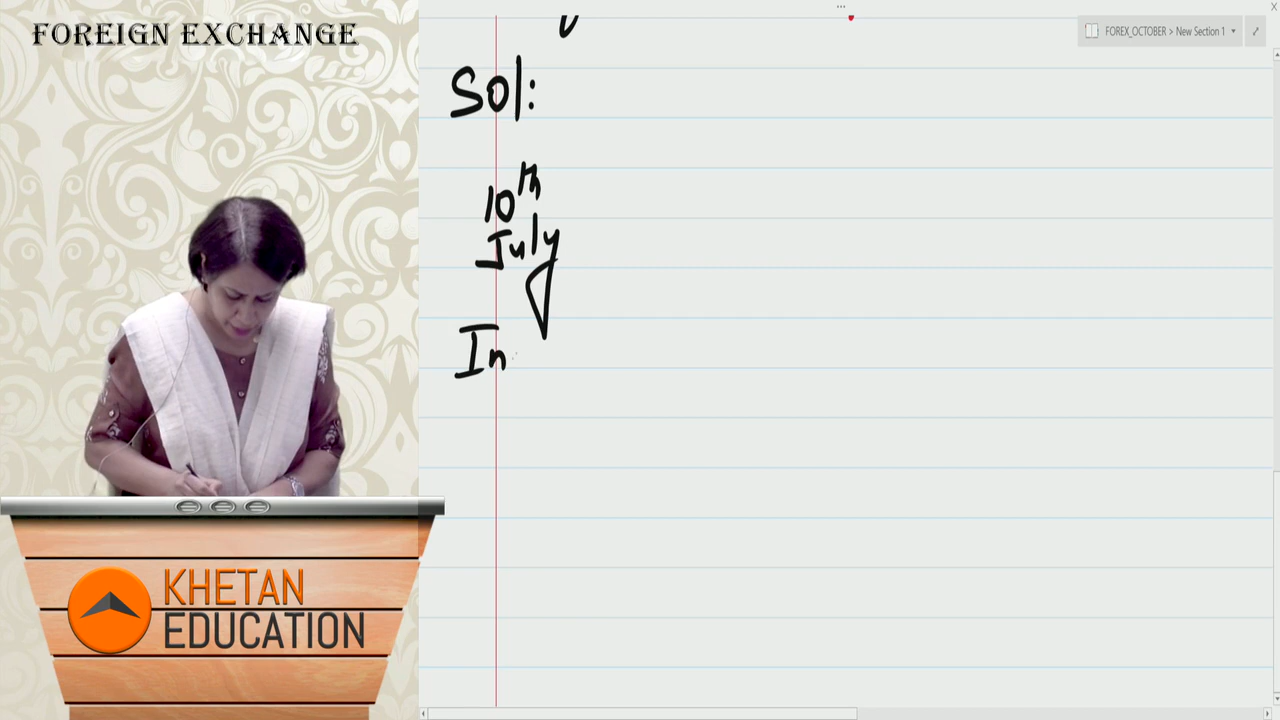 FOREIGN EXCHANGE
FOREX_OCTOBER > New Section 1
Sol:
10th
July
In
KHETAN
EDUCATION